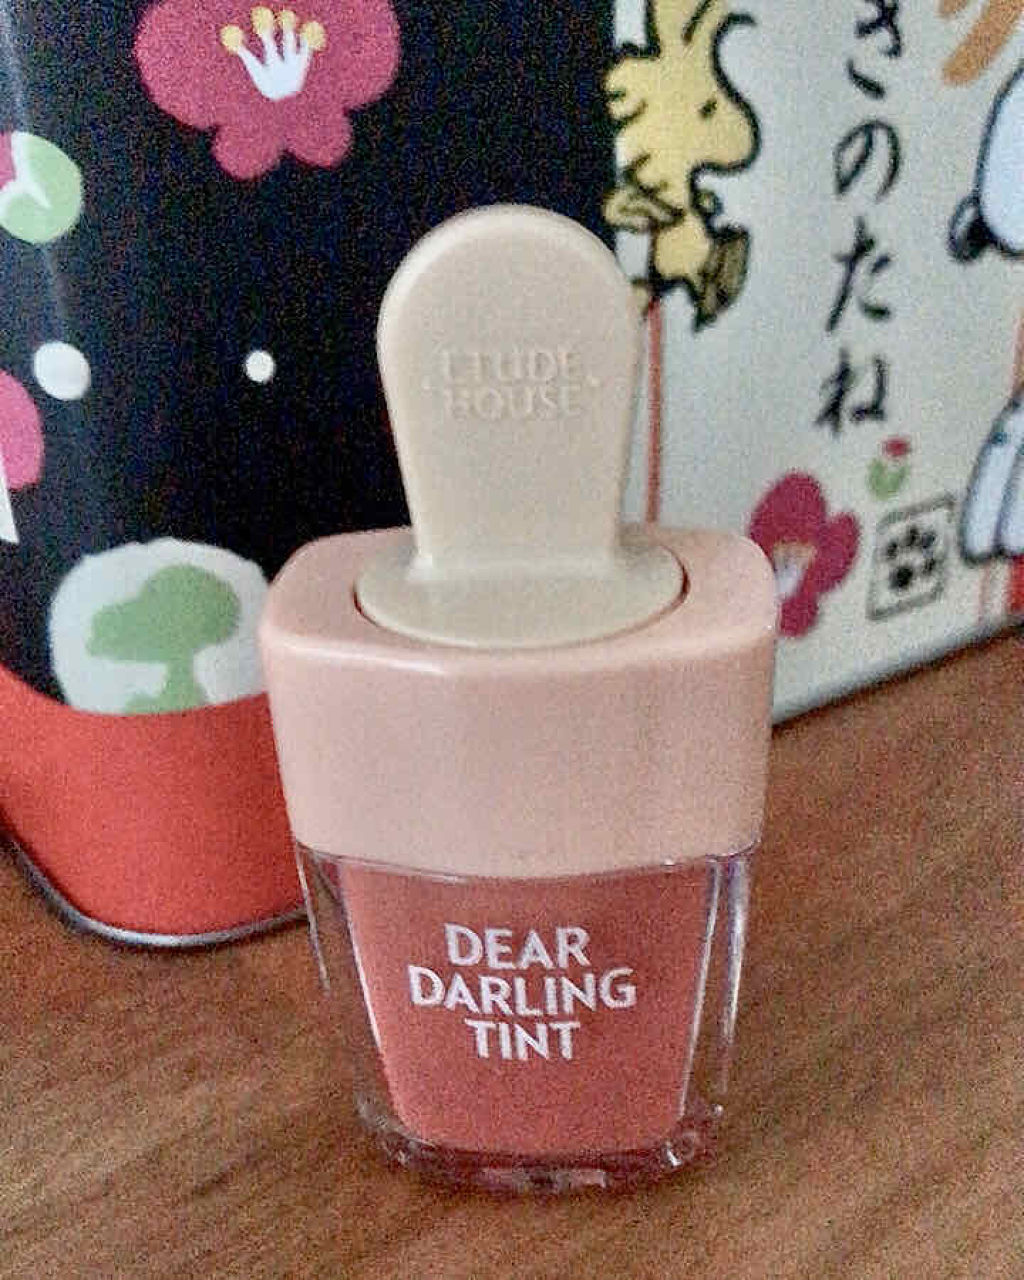 きのたね
ETUDE
HOUSE
DEAR
DARLING
TINT